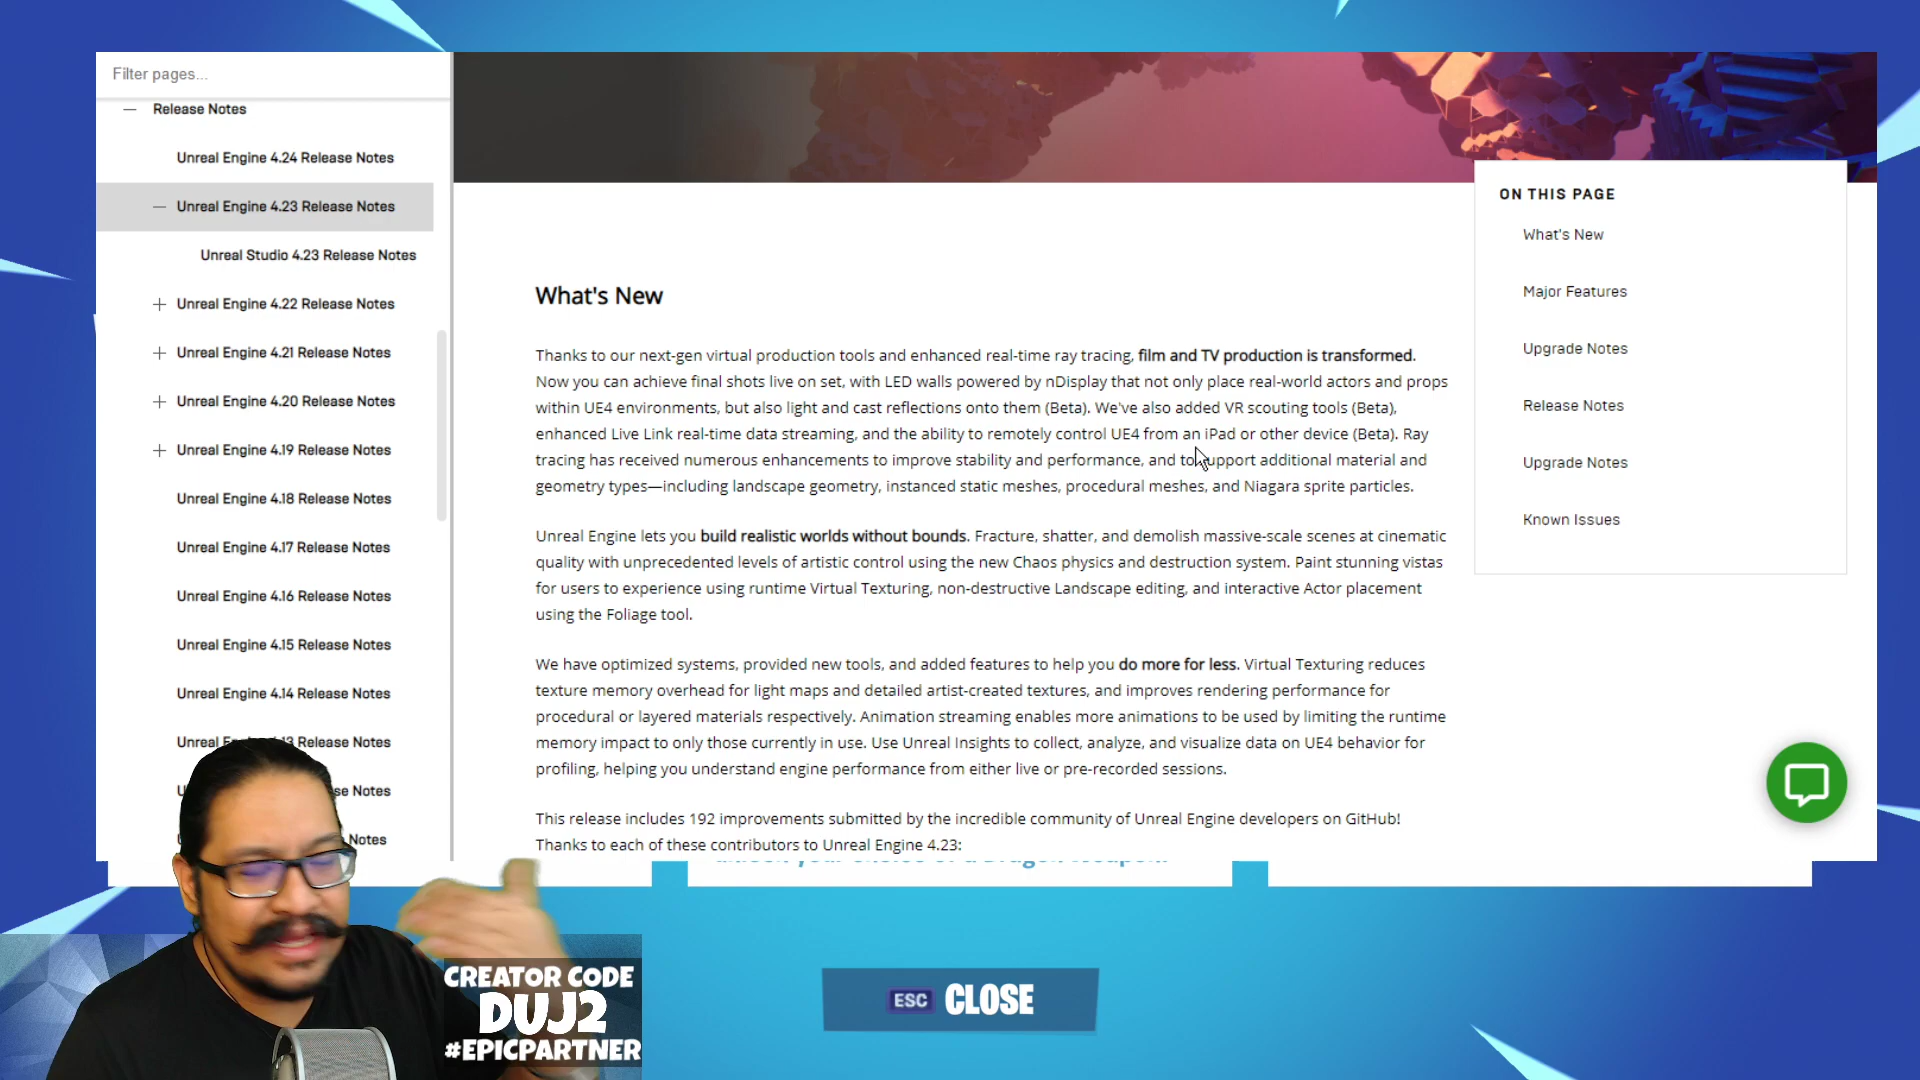 Filter pages...
Release Notes
Unreal Engine 4.24 Release Notes
Unreal Engine 4.23 Release Notes
Unreal Studio 4.23 Release Notes
Unreal Engine 4.22 Release Notes
Unreal Engine 4.21 Release Notes
Unreal Engine 4.20 Release Notes
Unreal Engine 4.19 Release Notes
Unreal Engine 4.18 Release Notes
Unreal Engine 4.17 Release Notes
Unreal Engine 4.16 Release Notes
Unreal Engine 4.15 Release Notes
Unreal Engine 4.14 Release Notes
Unreal Release Notes
Notes
Notes
What's New
Thanks to our next-gen virtual production tools and enhanced real-time ray tracing, film and TV production is transformed.
Now you can achieve final shots live on set, with LED walls powered by nDisplay that not only place real-world actors and props
within UE4 environments, but also light and cast reflections onto them (Beta). We've also added VR scouting tools (Beta),
enhanced Live Link real-time data streaming, and the ability to remotely control UE4 from an iPad or other device (Beta). Ray
tracing has received numerous enhancements to improve stability and performance, and to support additional material and
geometry types—including landscape geometry, instanced static meshes, procedural meshes, and Niagara sprite particles.
Unreal Engine lets you build realistic worlds without bounds. Fracture, shatter, and demolish massive-scale scenes at cinematic
quality with unprecedented levels of artistic control using the new Chaos physics and destruction system. Paint stunning vistas
for users to experience using runtime Virtual Texturing, non-destructive Landscape editing, and interactive Actor placement
using the Foliage tool.
We have optimized systems, provided new tools, and added features to help you do more for less. Virtual Texturing reduces
texture memory overhead for light maps and detailed artist-created textures, and improves rendering performance for
procedural or layered materials respectively. Animation streaming enables more animations to be used by limiting the runtime
memory impact to only those currently in use. Use Unreal Insights to collect, analyze, and visualize data on UE4 behavior for
profiling, helping you understand engine performance from either live or pre-recorded sessions.
This release includes 192 improvements submitted by the incredible community of Unreal Engine developers on GitHub!
Thanks to each of these contributors to Unreal Engine 4.23:
ON THIS PAGE
What's New
Major Features
Upgrade Notes
Release Notes
Upgrade Notes
Known Issues
CREATOR CODE
DUJ2
#EPICPARTNER
ESC CLOSE